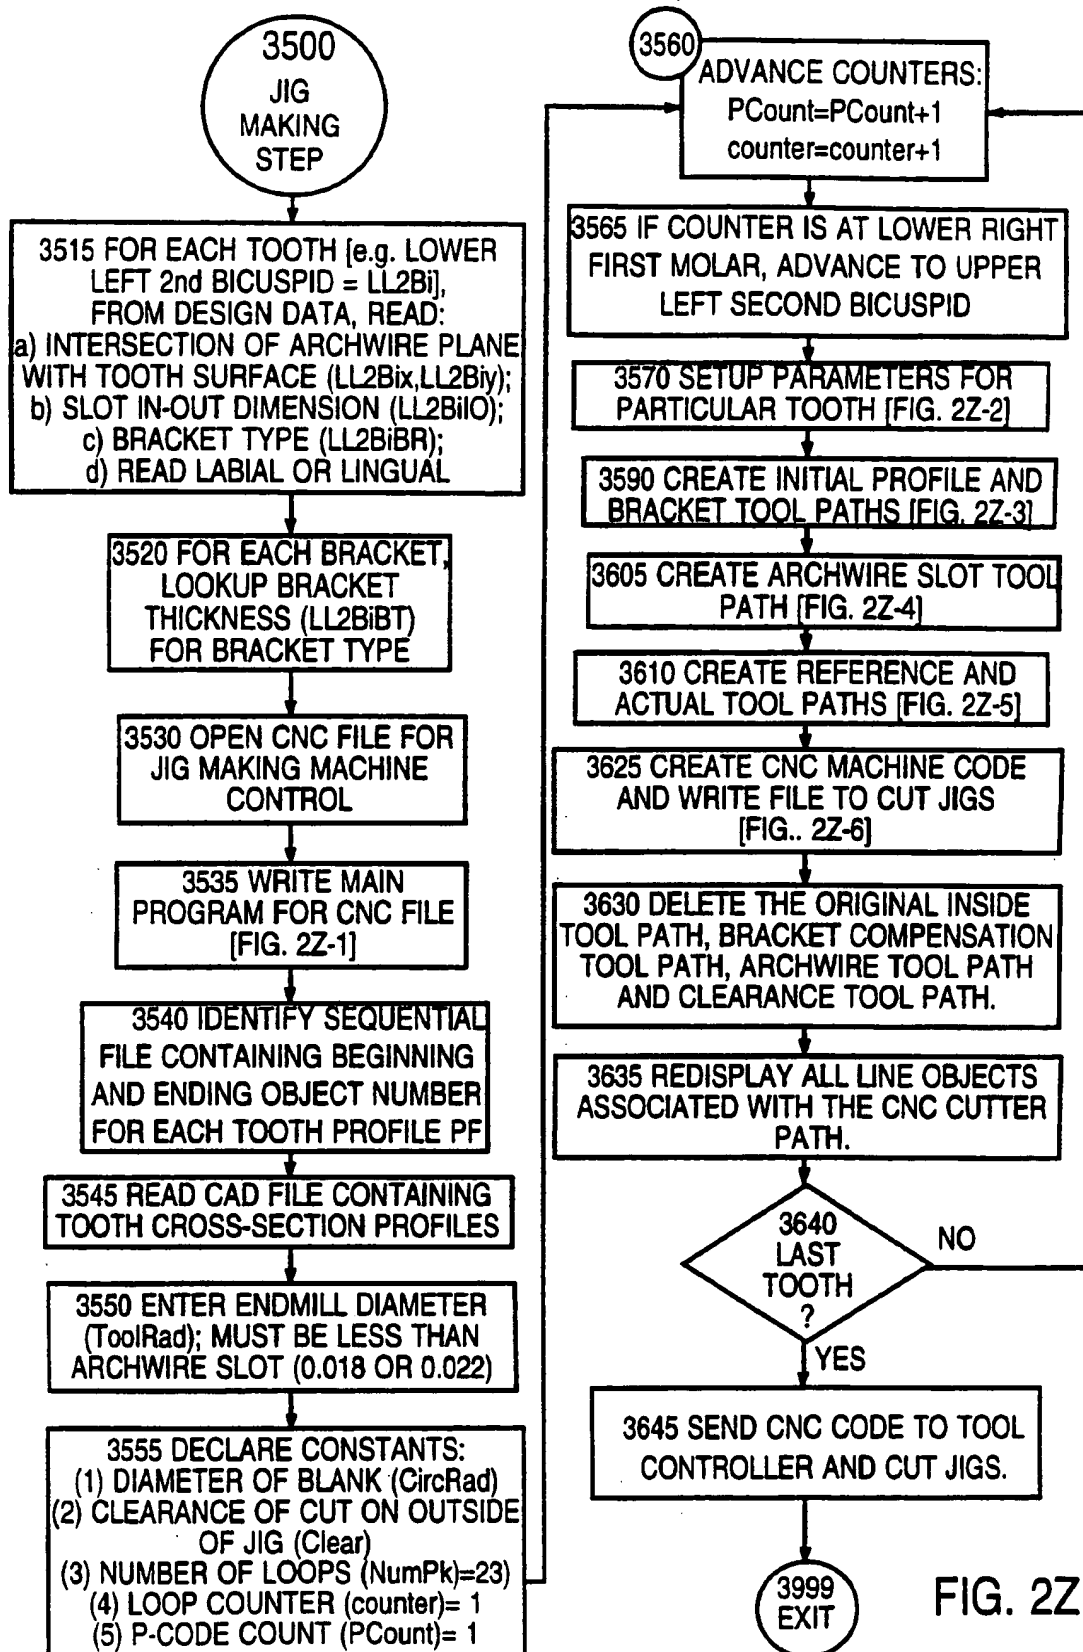 3500
JIG
MAKING
STEP
3515 FOR EACH TOOTH [e.g. LOWER
LEFT 2nd BICUSPID = LL2Bi],
FROM DESIGN DATA, READ:
a) INTERSECTION OF ARCHWIRE PLANE
WITH TOOTH SURFACE (LL2Bix,LL2Biy);
b) SLOT IN-OUT DIMENSION (LL2BiIO);
c) BRACKET TYPE (LL2BiBR);
d) READ LABIAL OR LINGUAL
3520 FOR EACH BRACKET,
LOOKUP BRACKET
THICKNESS (LL2BiBT)
FOR BRACKET TYPE
3530 OPEN CNC FILE FOR
JIG MAKING MACHINE
CONTROL
3535 WRITE MAIN
PROGRAM FOR CNC FILE
[FIG. 2Z-1]
3540 IDENTIFY SEQUENTIAL
FILE CONTAINING BEGINNING
AND ENDING OBJECT NUMBER
FOR EACH TOOTH PROFILE PF
3545 READ CAD FILE CONTAINING
TOOTH CROSS-SECTION PROFILES
3550 ENTER ENDMILL DIAMETER
(ToolRad); MUST BE LESS THAN
ARCHWIRE SLOT (0.018 OR 0.022)
3555 DECLARE CONSTANTS:
(1) DIAMETER OF BLANK (CircRad)
(2) CLEARANCE OF CUT ON OUTSIDE
OF JIG (Clear)
(3) NUMBER OF LOOPS (NumPk)=23)
(4) LOOP COUNTER (counter)= 1
(5) P-CODE COUNT (PCount)= 1
3560
ADVANCE COUNTERS:
PCount=PCount+1
counter=counter+1
3565 IF COUNTER IS AT LOWER RIGHT
FIRST MOLAR, ADVANCE TO UPPER
LEFT SECOND BICUSPID
3570 SETUP PARAMETERS FOR
PARTICULAR TOOTH [FIG. 2Z-2]
3590 CREATE INITIAL PROFILE AND
BRACKET TOOL PATHS [FIG. 2Z-3]
3605 CREATE ARCHWIRE SLOT TOOL
PATH [FIG. 2Z-4]
3610 CREATE REFERENCE AND
ACTUAL TOOL PATHS [FIG. 2Z-5]
3625 CREATE CNC MACHINE CODE
AND WRITE FILE TO CUT JIGS
[FIG.. 2Z-6]
3630 DELETE THE ORIGINAL INSIDE
TOOL PATH, BRACKET COMPENSATION
TOOL PATH, ARCHWIRE TOOL PATH
AND CLEARANCE TOOL PATH.
3635 REDISPLAY ALL LINE OBJECTS
ASSOCIATED WITH THE CNC CUTTER
PATH.
3640
LAST
TOOTH
?
NO
YES
3645 SEND CNC CODE TO TOOL
CONTROLLER AND CUT JIGS.
3999
EXIT
FIG. 2Z